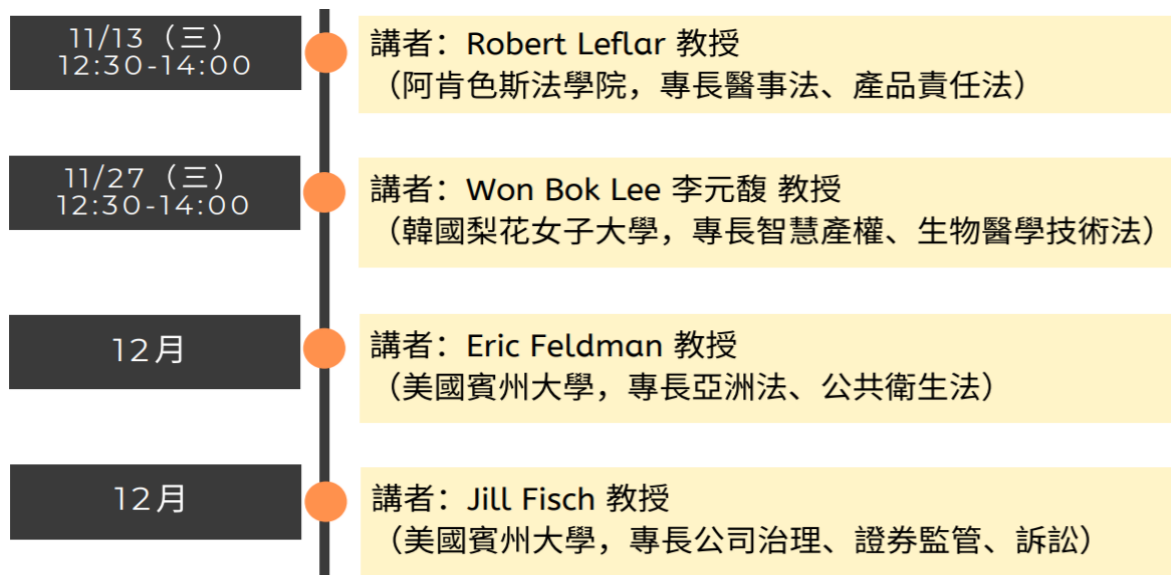 11/13（三）
12:30-14:00
講者：Robert Leflar 教授
（阿肯色斯法學院，專長醫事法、產品責任法）
11/27（三）
12:30-14:00
講者：Won Bok Lee 李元馥 教授
（韓國梨花女子大學，專長智慧產權、生物醫學技術法）
12月
講者：Eric Feldman 教授
（美國賓州大學，專長亞洲法、公共衛生法）
12月
講者：Jill Fisch 教授
（美國賓州大學，專長公司治理、證券監管、訴訟）